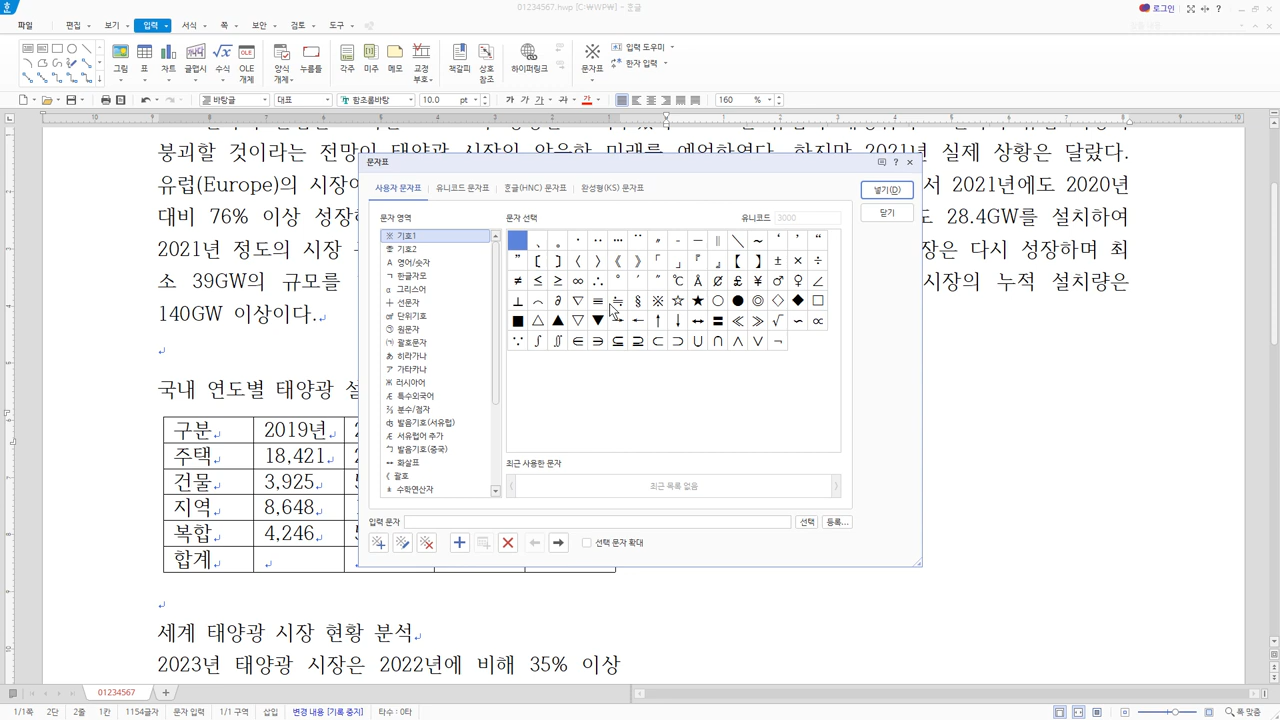 01234567.hwp [C:₩WP₩] - 흔글
로그인
파일 편집 보기 입력 서식 쪽 보안 검토 도구
그림 표 차트 글맵시 수식 OLE 개체 양식 개체 누름틀 각주 미주 메모 교정 부호 책갈피 상호 참조 하이퍼링크 문자표 입력 도우미 한자 입력
바탕글 대표 함초롬바탕 10.0 pt 가 가 가 가 가 160 %
붕괴할 것이라는 전망이 태양광 시장의 암울한 미래를 예언하였다. 하지만 2021년 실제 상황은 달랐다.
유럽(Europe)의 시장이
서 2021년에도 2020년
대비 76% 이상 성장하
도 28.4GW를 설치하여
2021년 정도의 시장
장은 다시 성장하며 최
소 39GW의 규모를
시장의 누적 설치량은
140GW 이상이다.
국내 연도별 태양광 설
구분 2019년
주택 18,421
건물 3,925
지역 8,648
복합 4,246
합계
세계 태양광 시장 현황 분석
2023년 태양광 시장은 2022년에 비해 35% 이상
문자표
사용자 문자표 유니코드 문자표 흔글(HNC) 문자표 완성형(KS) 문자표
넣기(D)
닫기
문자 영역 문자 선택 유니코드 3000
※ 기호1
기호2
A 영어/숫자
ㄱ 한글자모
α 그리스어
┼ 선문자
단위기호
원문자
괄호문자
あ 히라가나
ア 가타카나
Ж 러시아어
Æ 특수외국어
⅔ 분수/첨자
발음기호(서유럽)
Æ 서유럽어 추가
발음기호(중국)
↔ 화살표
《 괄호
± 수학연산자
、 。 · ‥ … ¨ 〃 - ― ∥ ＼ ∼ ‘ ’ “
” 〔 〕 〈 〉 《 》 「 」 『 』 【 】 ± × ÷
≠ ≤ ≥ ∞ ∴ ° ′ ″ ℃ Å ￠ £ ¥ ♂ ♀ ∠
⊥ ⌒ ∂ ▽ ≡ ≒ § ※ ☆ ★ ○ ● ◎ ◇ ◆ □
■ △ ▲ ▽ ▼ → ← ↑ ↓ ↔ 〓 ≪ ≫ √ ∽ ∝
∵ ∫ ∬ ∈ ∋ ⊆ ⊇ ⊂ ⊃ ∪ ∩ ∧ ∨ ￢
최근 사용한 문자
최근 목록 없음
입력 문자 선택 등록...
선택 문자 확대
01234567
1/1쪽 2단 2줄 1칸 1154글자 문자 입력 1/1 구역 삽입 변경 내용 [기록 중지] 타수 : 0타 폭 맞춤